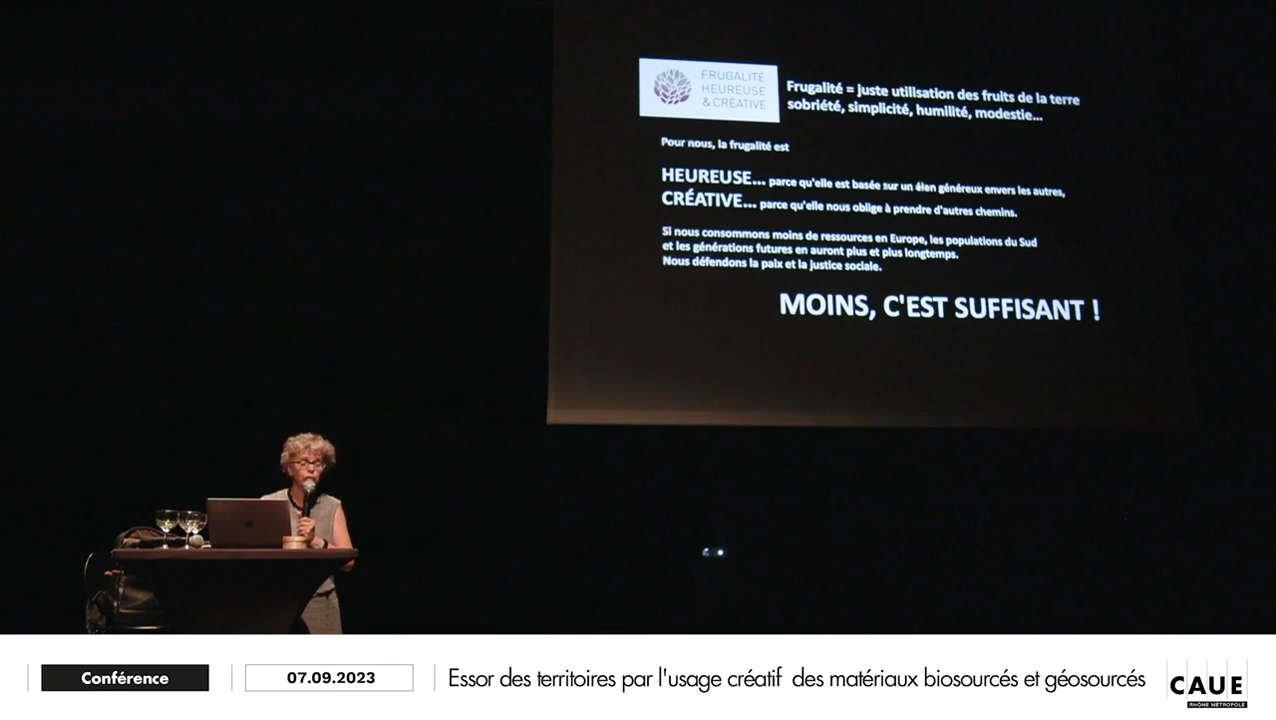 FRUGALITÉ
HEUREUSE
& CRÉATIVE
Frugalité = juste utilisation des fruits de la terre
sobriété, simplicité, humilité, modestie...
Pour nous, la frugalité est
HEUREUSE... parce qu'elle est basée sur un élan généreux envers les autres,
CRÉATIVE... parce qu'elle nous oblige à prendre d'autres chemins.
Si nous consommons moins de ressources en Europe, les populations du Sud
et les générations futures en auront plus et plus longtemps.
Nous défendons la paix et la justice sociale.
MOINS, C'EST SUFFISANT !
Conférence
07.09.2023
Essor des territoires par l'usage créatif des matériaux biosourcés et géosourcés
CAUE
RHÔNE MÉTROPOLE